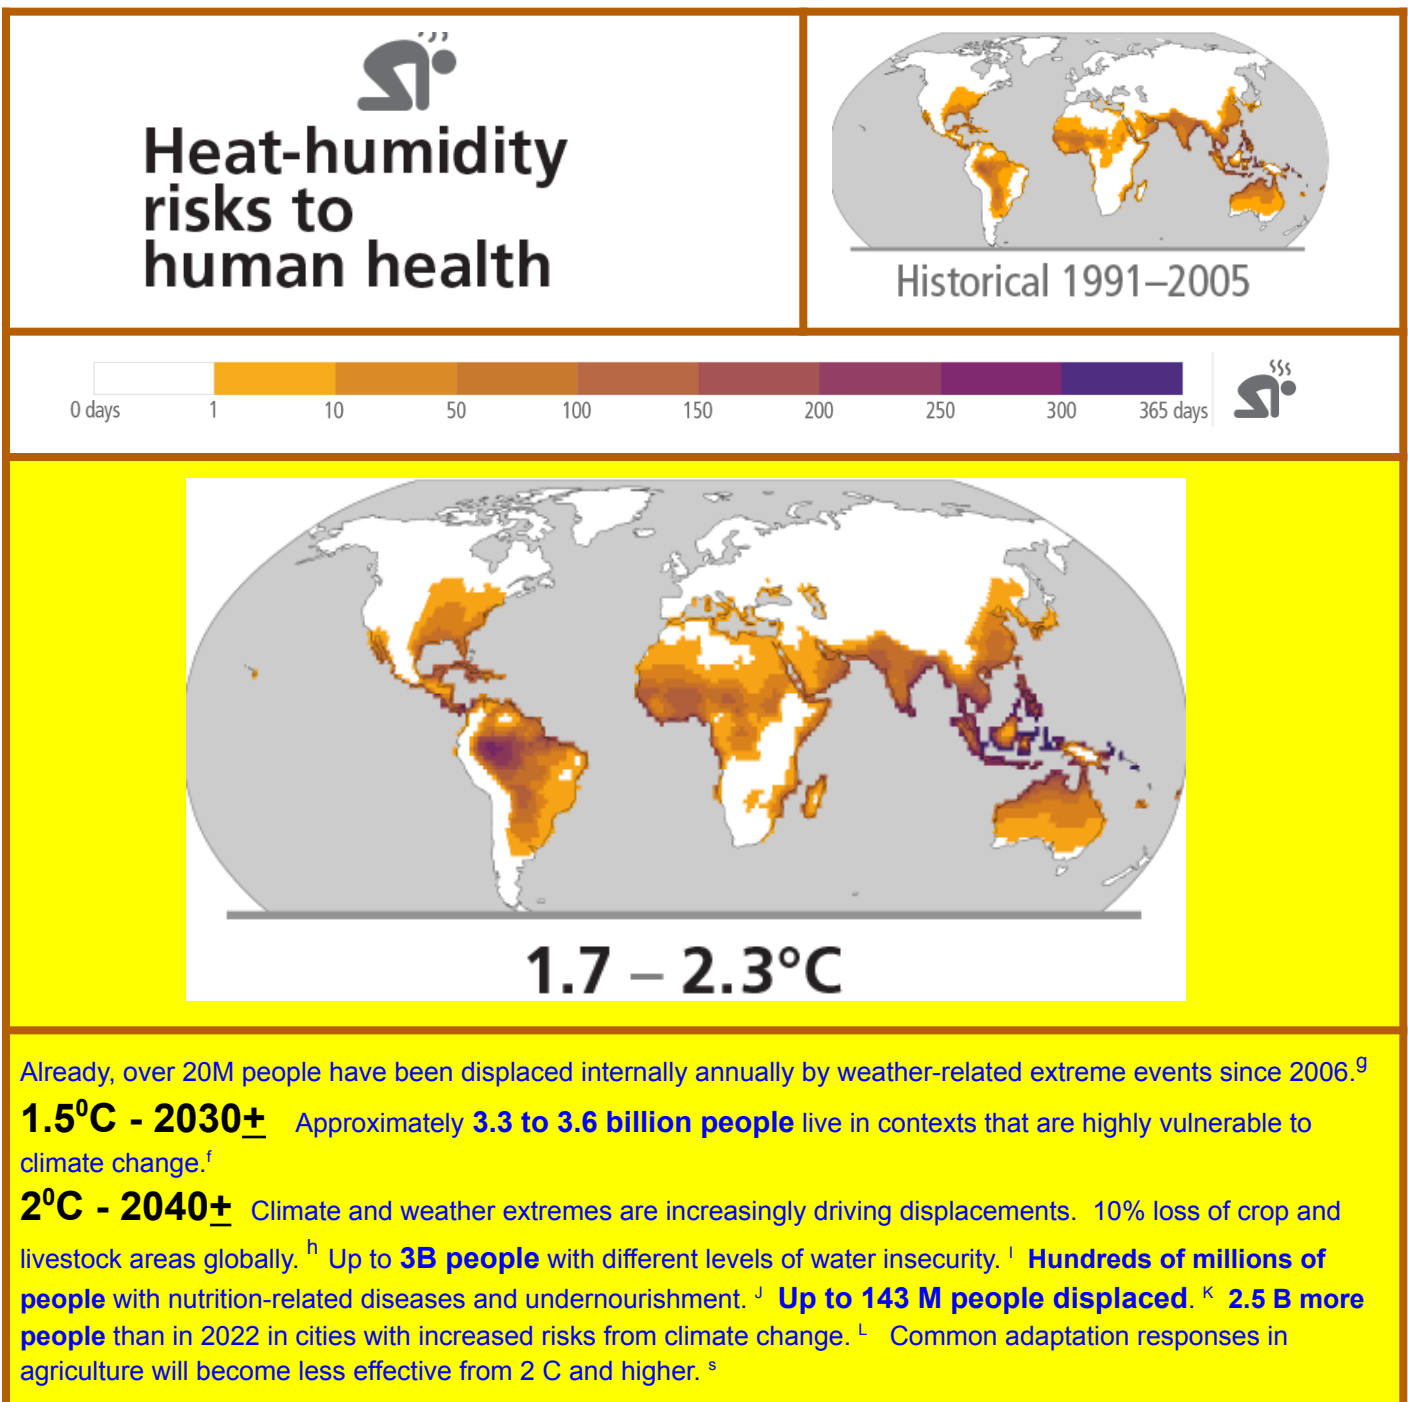 Heat-humidity
risks to
human health
Historical 1991–2005
0 days 1 10 50 100 150 200 250 300 365 days
1.7 – 2.3°C
Already, over 20M people have been displaced internally annually by weather-related extreme events since 2006.g
1.5⁰C - 2030± Approximately 3.3 to 3.6 billion people live in contexts that are highly vulnerable to
climate change.f
2⁰C - 2040± Climate and weather extremes are increasingly driving displacements. 10% loss of crop and
livestock areas globally. h Up to 3B people with different levels of water insecurity. I Hundreds of millions of
people with nutrition-related diseases and undernourishment. J Up to 143 M people displaced. K 2.5 B more
people than in 2022 in cities with increased risks from climate change. L Common adaptation responses in
agriculture will become less effective from 2 C and higher. s